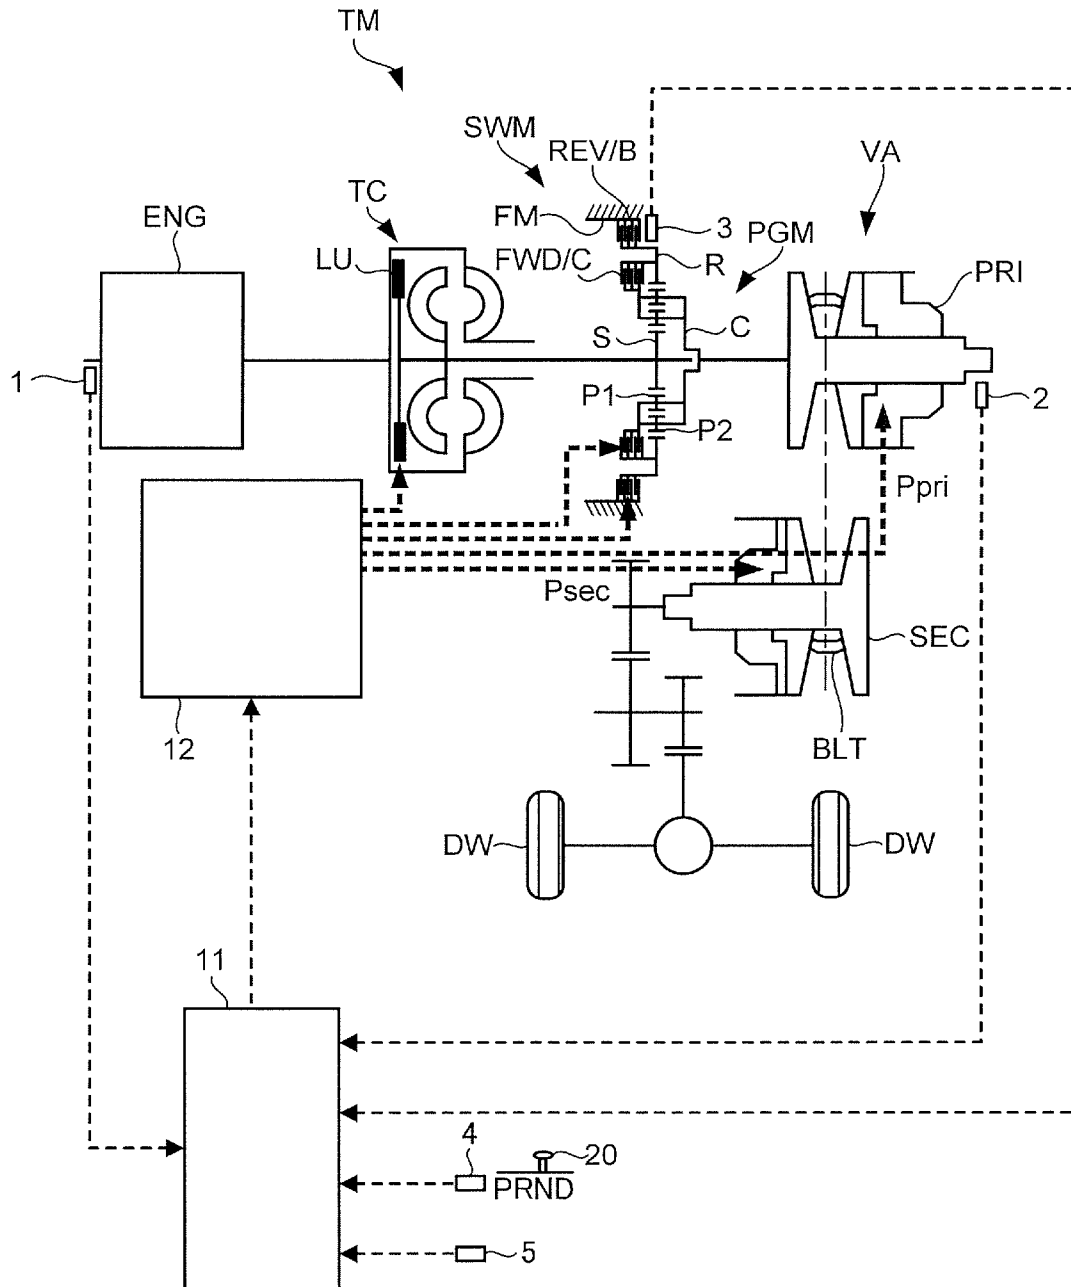 TM
SWM
REV/B
VA
TC
ENG
FM
3
PGM
LU
FWD/C
R
PRI
S
C
1
P1
2
P2
Ppri
Psec
SEC
12
BLT
DW
DW
11
4
20
PRND
5